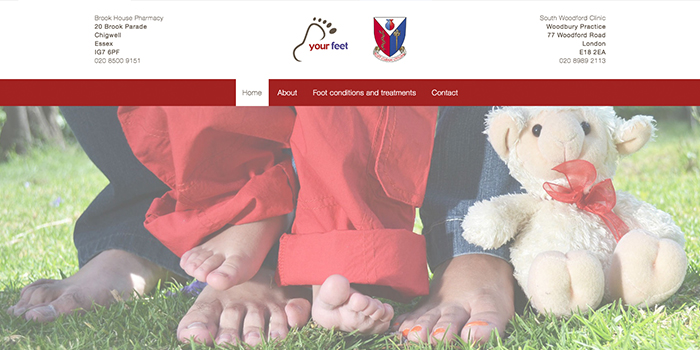 Brook House Pharmacy
20 Brook Parade
Chigwell
Essex
IG7 6PF
020 8500 9151
your feet
South Woodford Clinic
Woodbury Practice
77 Woodford Road
London
E18 2EA
020 8989 2113
Home
About
Foot conditions and treatments
Contact